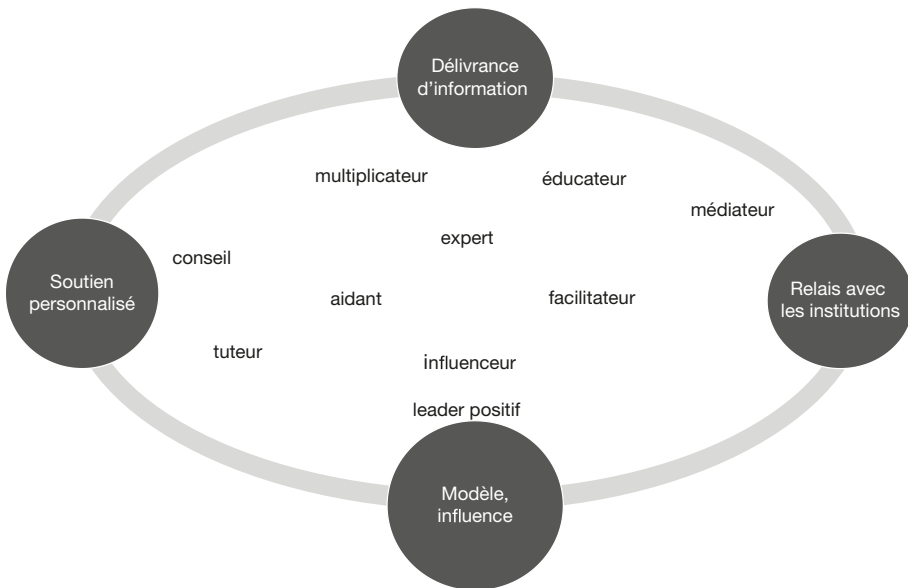 Délivrance
d’information
multiplicateur
éducateur
médiateur
expert
conseil
Soutien
personnalisé
aidant
facilitateur
Relais avec
les institutions
tuteur
influenceur
leader positif
Modèle,
influence